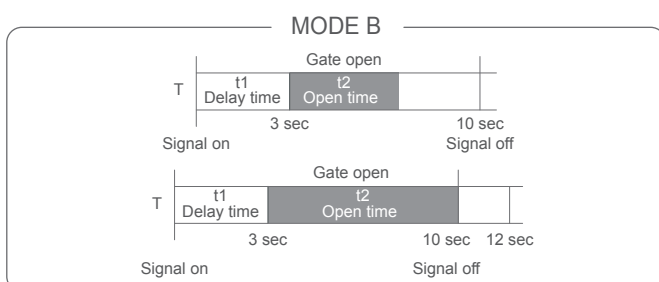 MODE B
Gate open
T
t1
Delay time
t2
Open time
3 sec
10 sec
Signal on
Signal off
Gate open
T
t1
Delay time
t2
Open time
3 sec
10 sec
12 sec
Signal on
Signal off